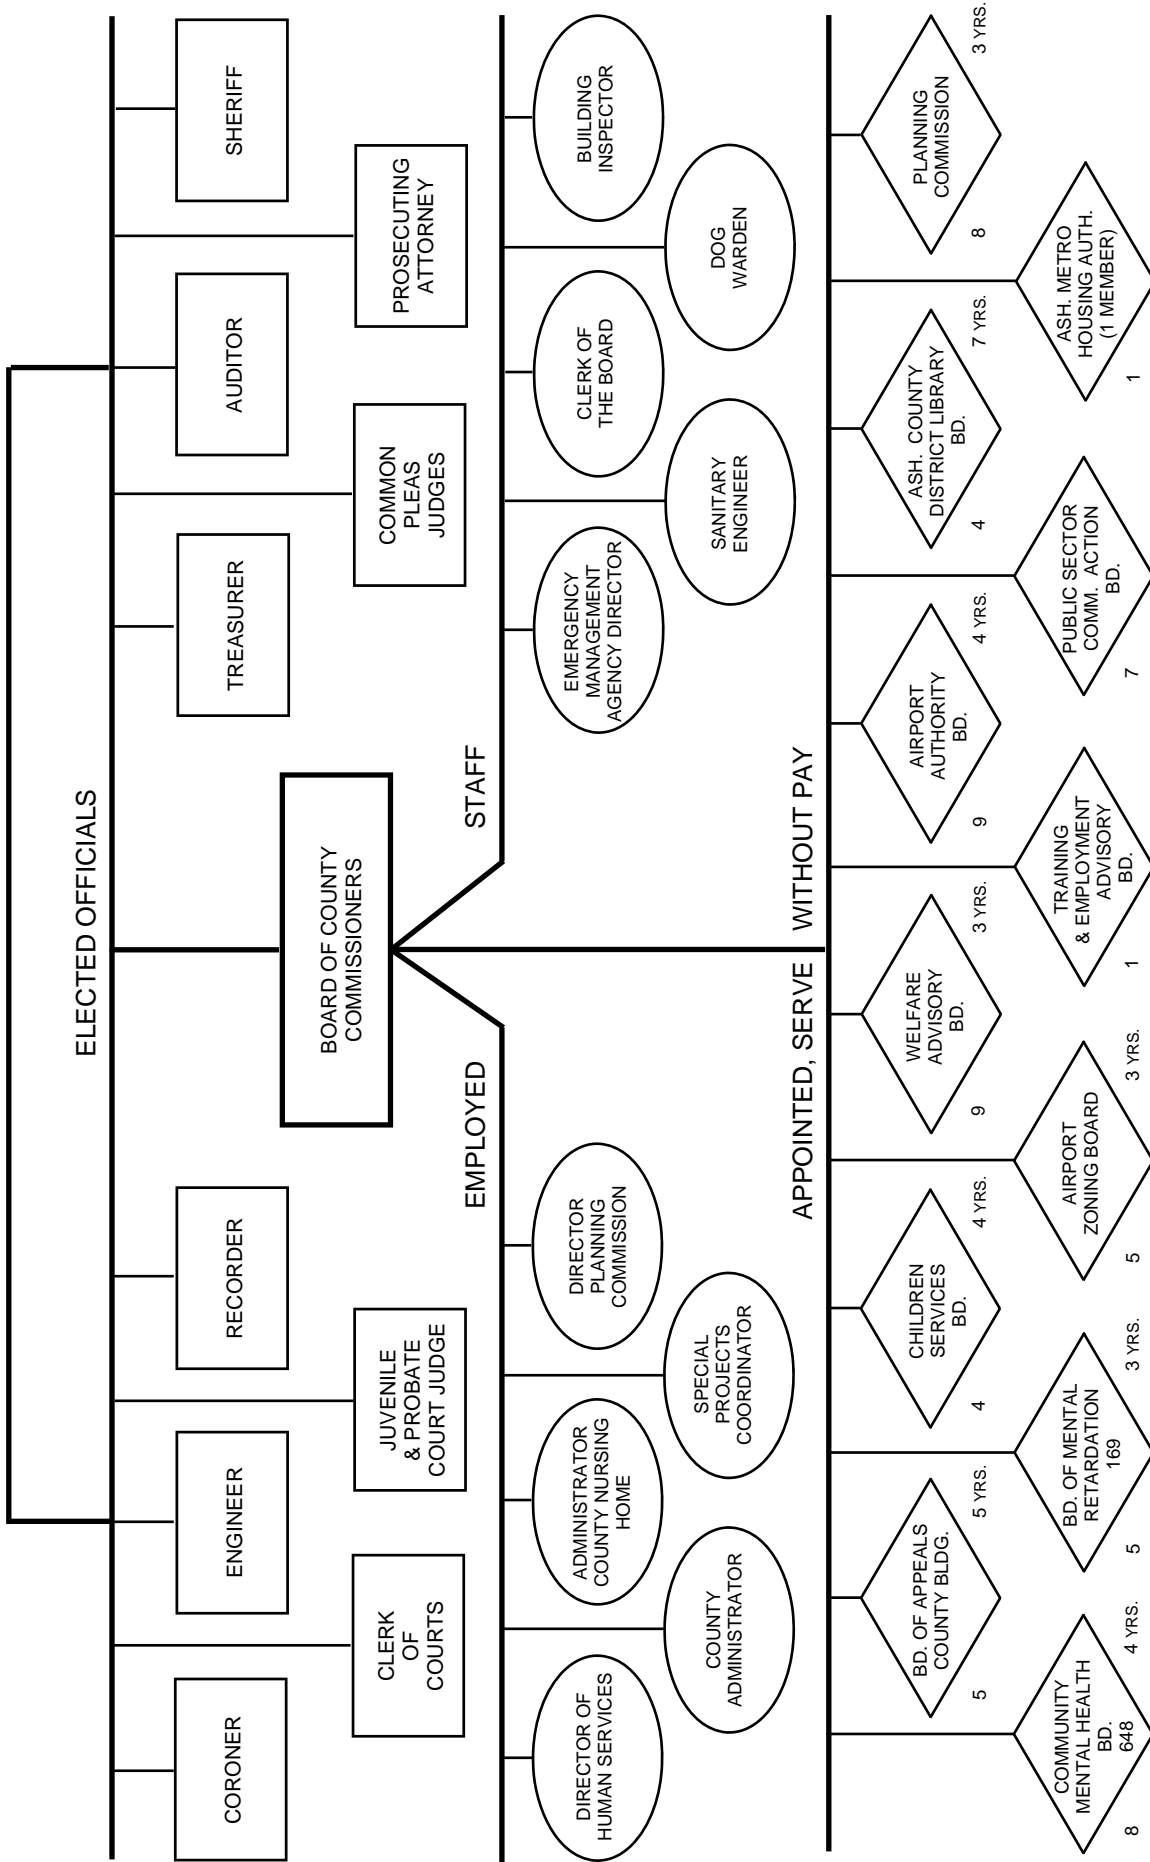 ELECTED OFFICIALS
CORONER
ENGINEER
RECORDER
TREASURER
AUDITOR
SHERIFF
BOARD OF COUNTY
COMMISSIONERS
CLERK
OF
COURTS
JUVENILE
& PROBATE
COURT JUDGE
COMMON
PLEAS
JUDGES
PROSECUTING
ATTORNEY
EMPLOYED
STAFF
DIRECTOR OF
HUMAN SERVICES
ADMINISTRATOR
COUNTY NURSING
HOME
DIRECTOR
PLANNING
COMMISSION
EMERGENCY
MANAGEMENT
AGENCY DIRECTOR
CLERK OF
THE BOARD
BUILDING
INSPECTOR
COUNTY
ADMINISTRATOR
SPECIAL
PROJECTS
COORDINATOR
SANITARY
ENGINEER
DOG
WARDEN
APPOINTED, SERVE WITHOUT PAY
BD. OF APPEALS
COUNTY BLDG.
5
5 YRS.
CHILDREN
SERVICES
BD.
4
4 YRS.
WELFARE
ADVISORY
BD.
9
3 YRS.
AIRPORT
AUTHORITY
BD.
9
4 YRS.
ASH. COUNTY
DISTRICT LIBRARY
BD.
4
7 YRS.
PLANNING
COMMISSION
8
3 YRS.
COMMUNITY
MENTAL HEALTH
BD.
648
8
4 YRS.
BD. OF MENTAL
RETARDATION
169
5
3 YRS.
AIRPORT
ZONING BOARD
5
3 YRS.
TRAINING
& EMPLOYMENT
ADVISORY
BD.
1
PUBLIC SECTOR
COMM. ACTION
BD.
7
ASH. METRO
HOUSING AUTH.
(1 MEMBER)
1